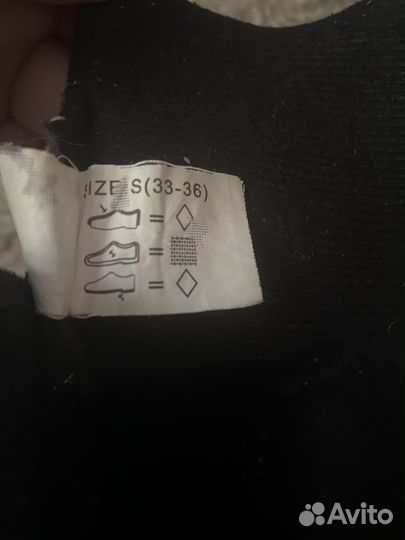 SIZE S(33-36)
=
=
=
Avito